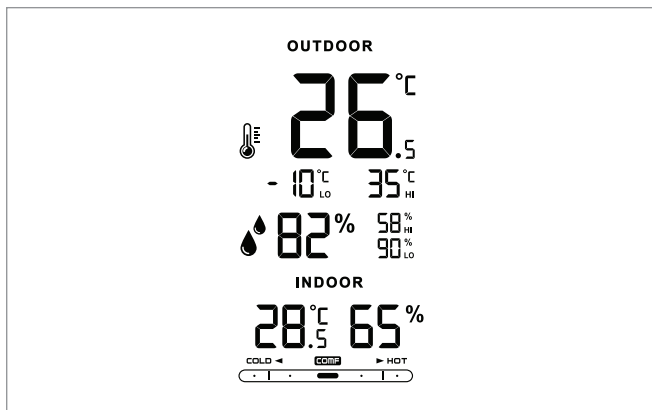 OUTDOOR
26.5 °C
-10 °C LO 35 °C HI
82% 58% HI
90% LO
INDOOR
28.5 °C 65%
COLD ◄ COMF ► HOT